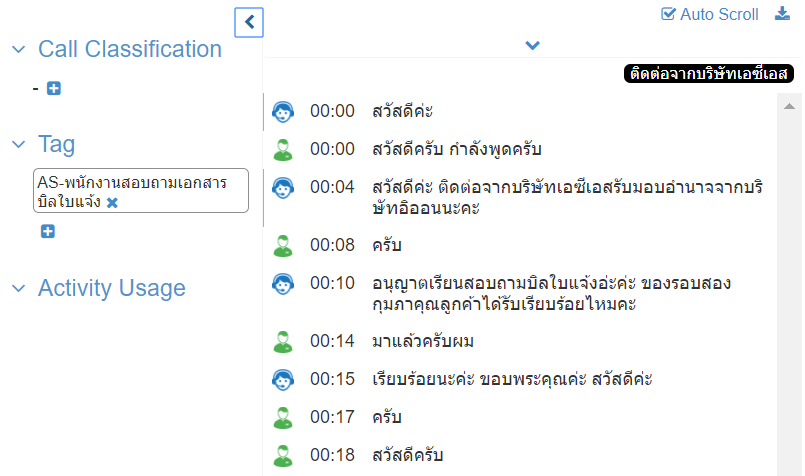 Auto Scroll
Call Classification
-
Tag
AS-พนักงานสอบถามเอกสาร
บิลใบแจ้ง
Activity Usage
ติดต่อจากบริษัทเอซีเอส
00:00 สวัสดีค่ะ
00:00 สวัสดีครับ กำลังพูดครับ
00:04 สวัสดีค่ะ ติดต่อจากบริษัทเอซีเอสรับมอบอำนาจจากบริ
ษัทอิออนนะคะ
00:08 ครับ
00:10 อนุญาตเรียนสอบถามบิลใบแจ้งอ่ะค่ะ ของรอบสอง
กุมภาคุณลูกค้าได้รับเรียบร้อยไหมคะ
00:14 มาแล้วครับผม
00:15 เรียบร้อยนะค่ะ ขอบพระคุณค่ะ สวัสดีค่ะ
00:17 ครับ
00:18 สวัสดีครับ